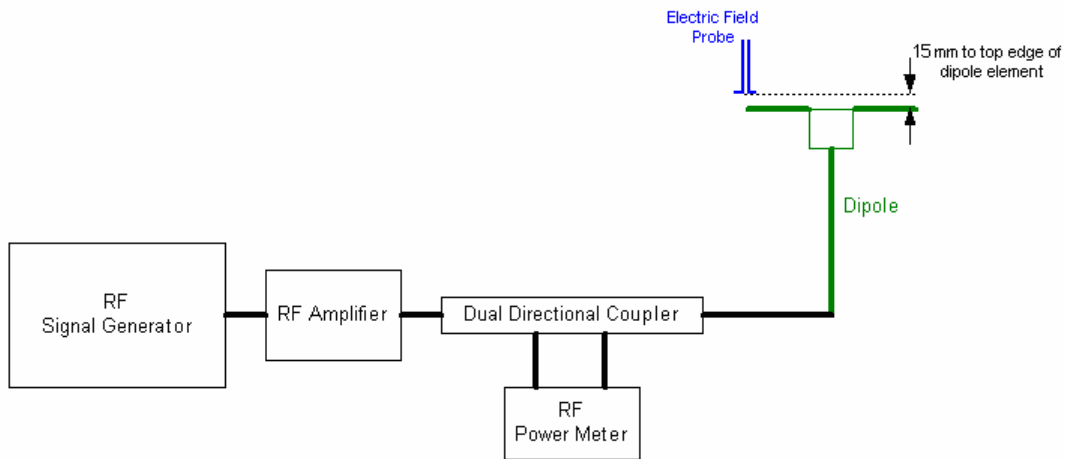 Electric Field
Probe
15 mm to top edge of
dipole element
Dipole
RF
Signal Generator
RF Amplifier
Dual Directional Coupler
RF
Power Meter